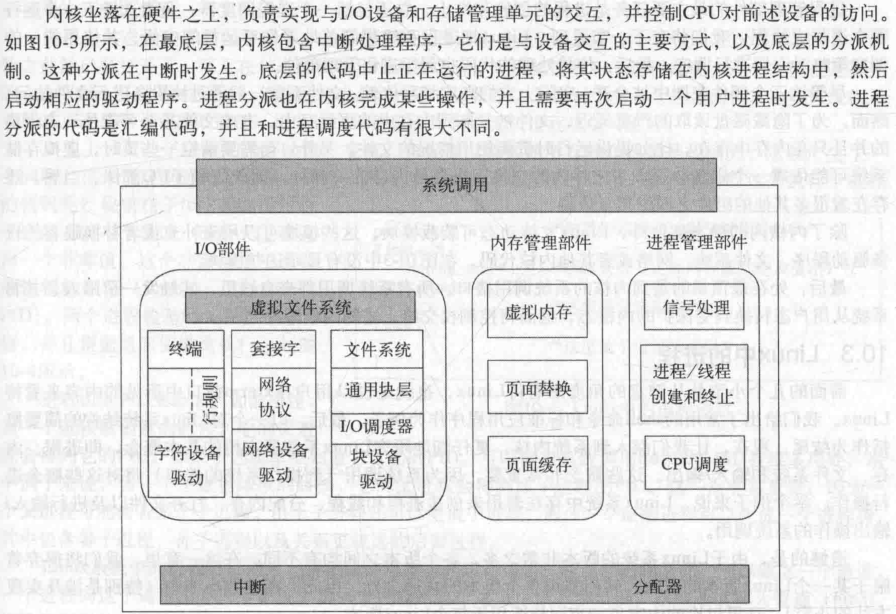 内核坐落在硬件之上，负责实现与I/O设备和存储管理单元的交互，并控制CPU对前述设备的访问。
如图10-3所示，在最底层，内核包含中断处理程序，它们是与设备交互的主要方式，以及底层的分派机
制。这种分派在中断时发生。底层的代码中止正在运行的进程，将其状态存储在内核进程结构中，然后
启动相应的驱动程序。进程分派也在内核完成某些操作，并且需要再次启动一个用户进程时发生。进程
分派的代码是汇编代码，并且和进程调度代码有很大不同。
系统调用
I/O部件
内存管理部件
进程管理部件
虚拟文件系统
终端
套接字
文件系统
行规则
网络
协议
通用块层
I/O调度器
字符设备
驱动
网络设备
驱动
块设备
驱动
虚拟内存
页面替换
页面缓存
信号处理
进程/线程
创建和终止
CPU调度
中断
分配器